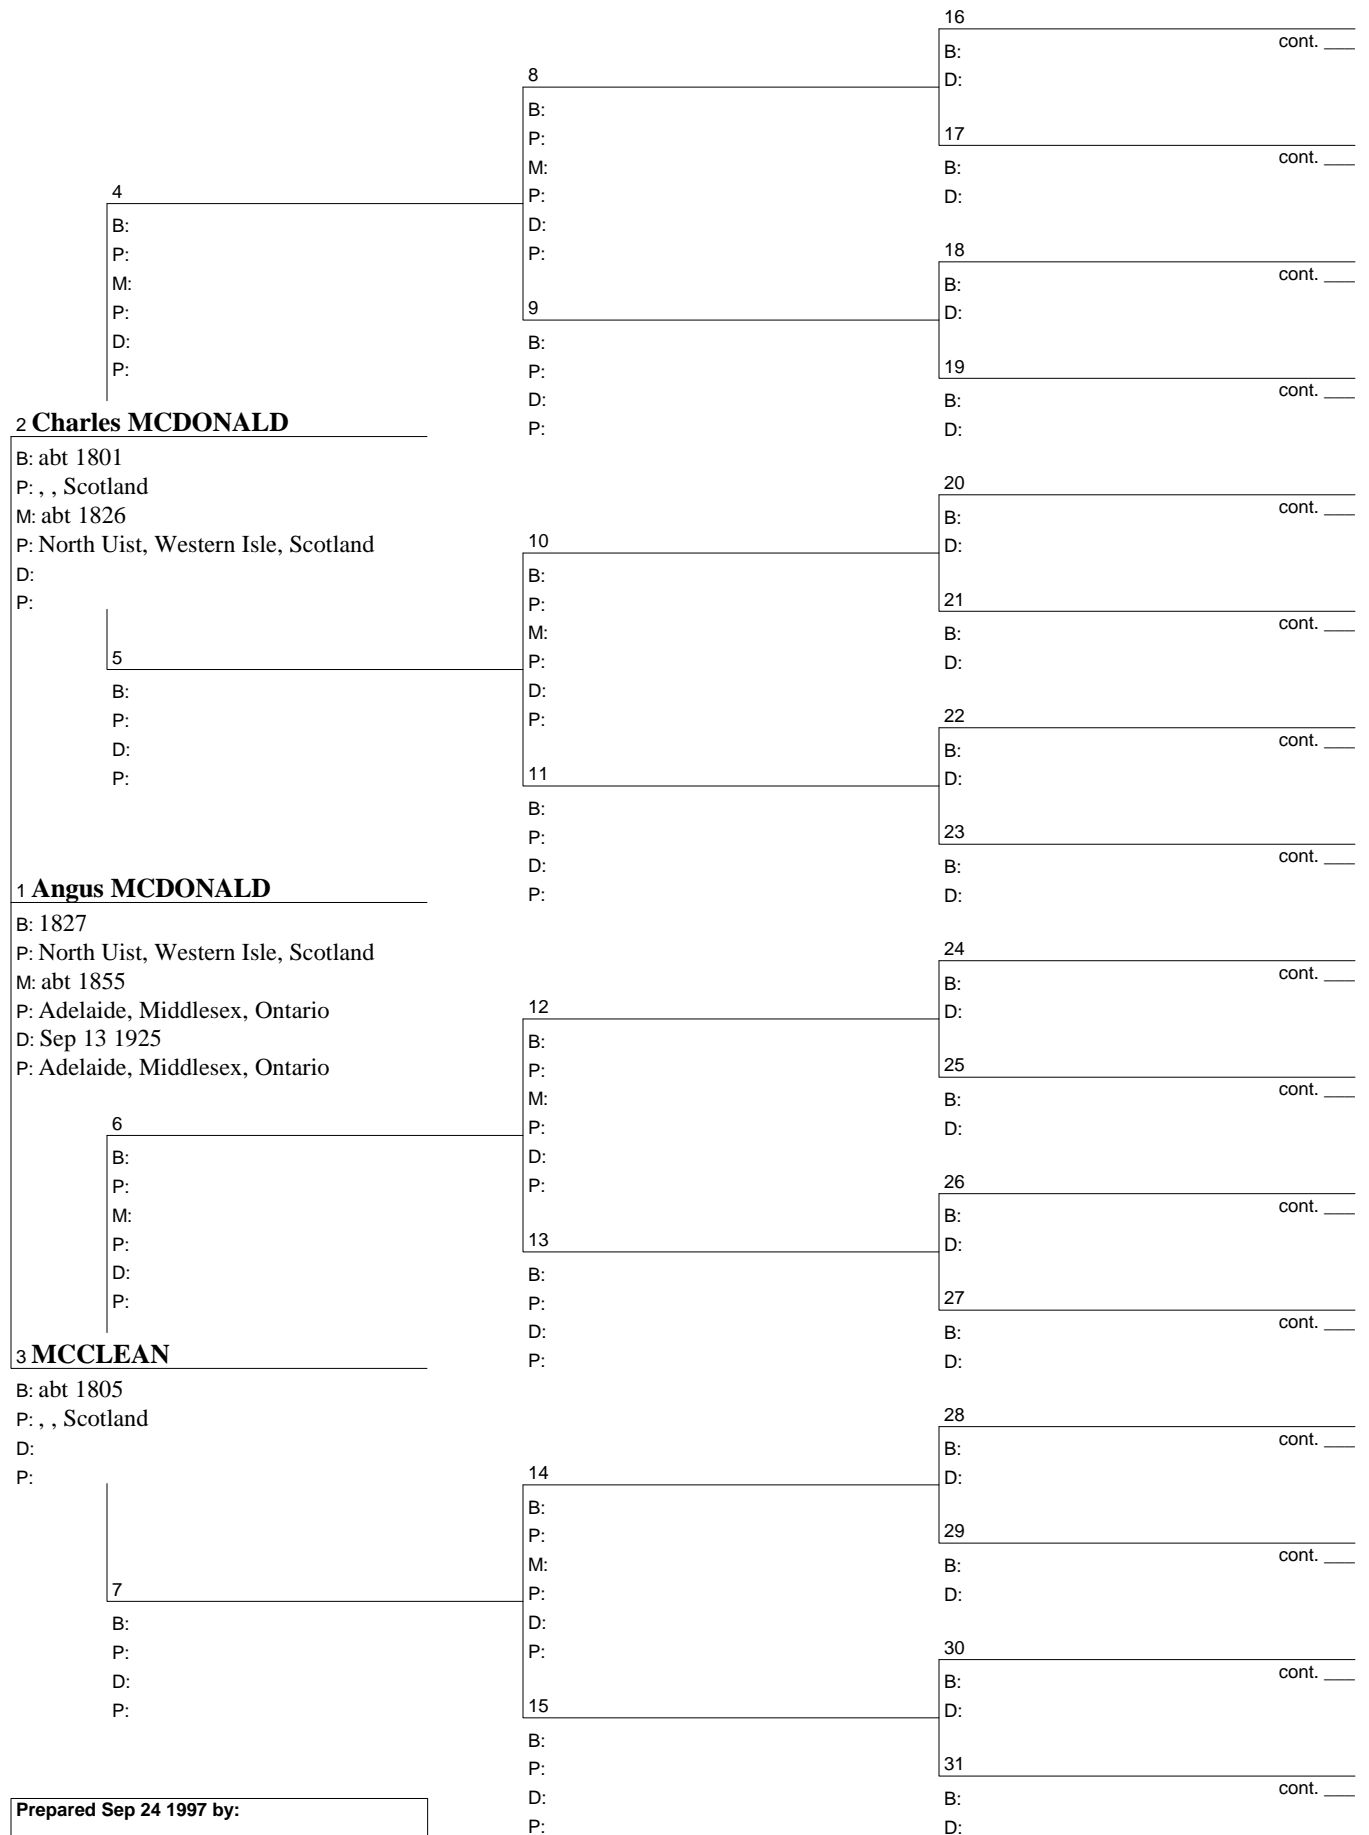 16
cont. ___
B:
8
D:
B:
P:
17
cont. ___
M:
B:
4
P:
D:
B:
D:
P:
P:
18
cont. ___
M:
B:
P:
9
D:
D:
B:
P:
P:
19
cont. ___
D:
B:
2 Charles MCDONALD
P:
D:
B: abt 1801
P: , , Scotland
20
cont. ___
M: abt 1826
B:
P: North Uist, Western Isle, Scotland
10
D:
D:
B:
P:
P:
21
cont. ___
M:
B:
5
P:
D:
B:
D:
P:
P:
22
cont. ___
D:
B:
P:
11
D:
B:
P:
23
cont. ___
D:
B:
1 Angus MCDONALD
P:
D:
B: 1827
P: North Uist, Western Isle, Scotland
24
cont. ___
M: abt 1855
B:
P: Adelaide, Middlesex, Ontario
12
D:
D: Sep 13 1925
B:
P: Adelaide, Middlesex, Ontario
P:
25
cont. ___
M:
B:
6
P:
D:
B:
D:
P:
P:
26
cont. ___
M:
B:
P:
13
D:
D:
B:
P:
P:
27
cont. ___
D:
B:
3 MCCLEAN
P:
D:
B: abt 1805
P: , , Scotland
28
cont. ___
D:
B:
P:
14
D:
B:
P:
29
cont. ___
M:
B:
7
P:
D:
B:
D:
P:
P:
30
cont. ___
D:
B:
P:
15
D:
B:
P:
31
cont. ___
Prepared Sep 24 1997 by:
D:
B:
P:
D: